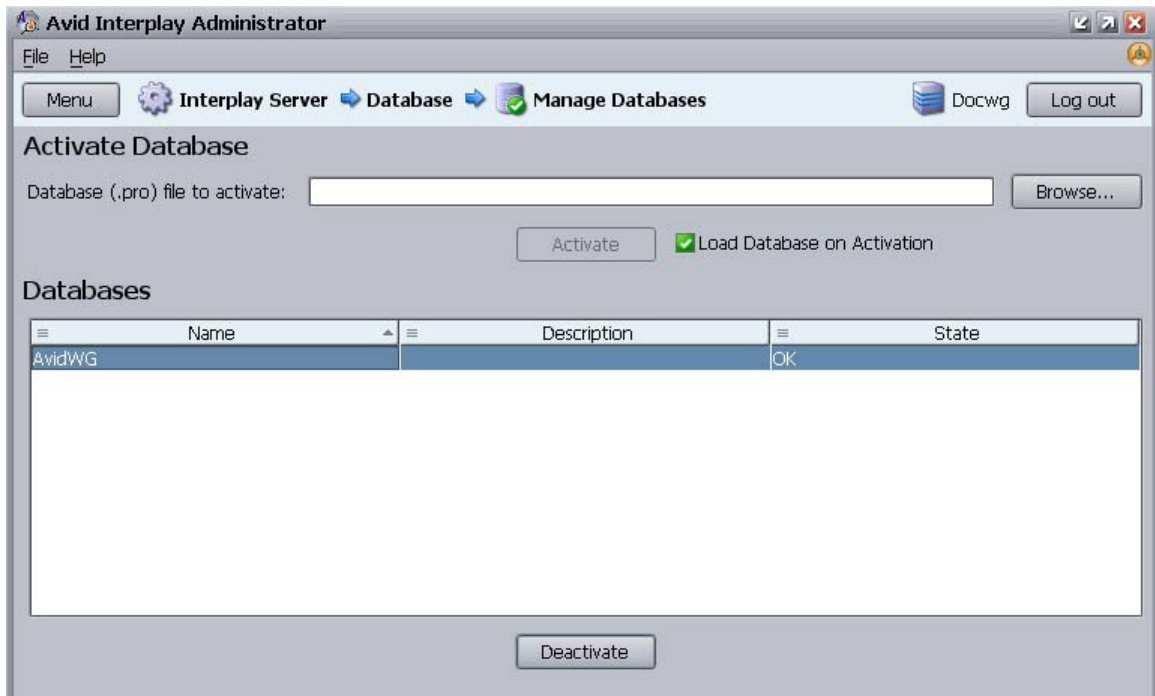 Avid Interplay Administrator
File Help
Menu Interplay Server Database Manage Databases Docwg Log out
Activate Database
Database (.pro) file to activate: Browse...
Activate Load Database on Activation
Databases
Name Description State
AvidWG OK
Deactivate